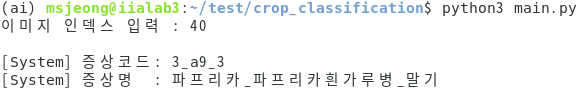 (ai) msjeong@iialab3:~/test/crop_classification$ python3 main.py
이미지 인덱스 입력 : 40
[System] 증상코드: 3_a9_3
[System] 증상명  : 파프리카_파프리카흰가루병_말기